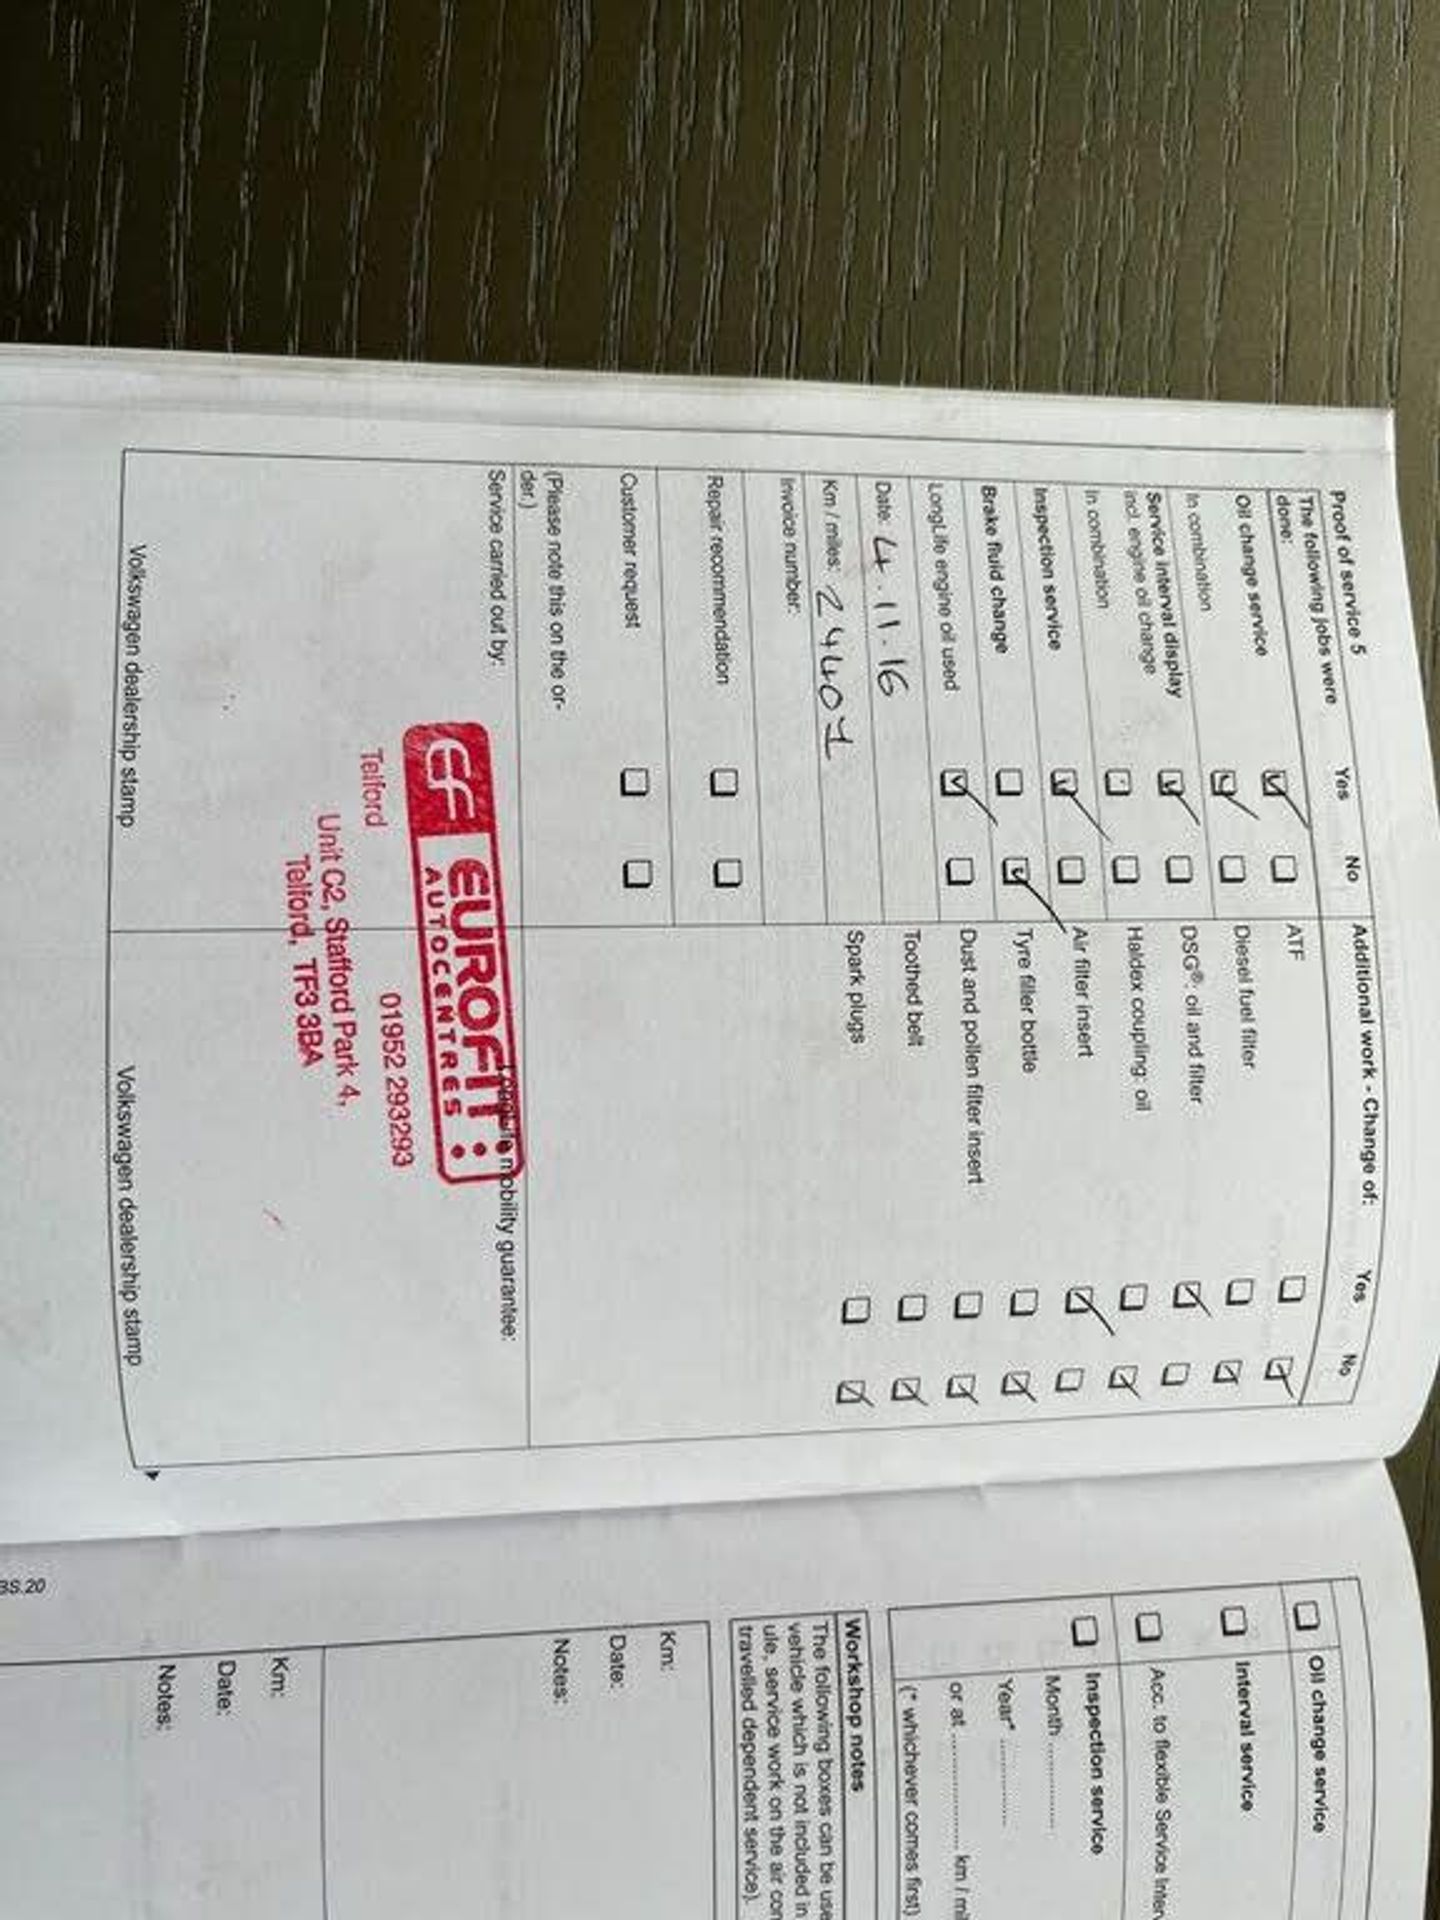 Proof of service 5
The following jobs were done: Yes No
Oil change service
In combination
Service interval display
incl. engine oil change
In combination
Inspection service
Brake fluid change
LongLife engine oil used
Date: 4.11.16
Km / miles: 24407
Invoice number:
Repair recommendation
Customer request
(Please note this on the or-
der.)
Additional work - Change of: Yes No
ATF
Diesel fuel filter
DSG®: oil and filter
Haldex coupling: oil
Air filter insert
Tyre filler bottle
Dust and pollen filter insert
Toothed belt
Spark plugs
Service carried out by:
LongLife mobility guarantee:
EF EUROFIT
AUTOCENTRES
Telford 01952 293293
Unit C2, Stafford Park 4,
Telford, TF3 3BA
Volkswagen dealership stamp
Volkswagen dealership stamp
Oil change service
Interval service
Acc. to flexible Service Inter
Inspection service
Month
Year*
or at km / mil
(* whichever comes first)
Workshop notes
The following boxes can be use
vehicle which is not included in
ule, service work on the air con
travelled dependent service).
Km:
Date:
Notes:
Km:
Date:
Notes:
BS.20